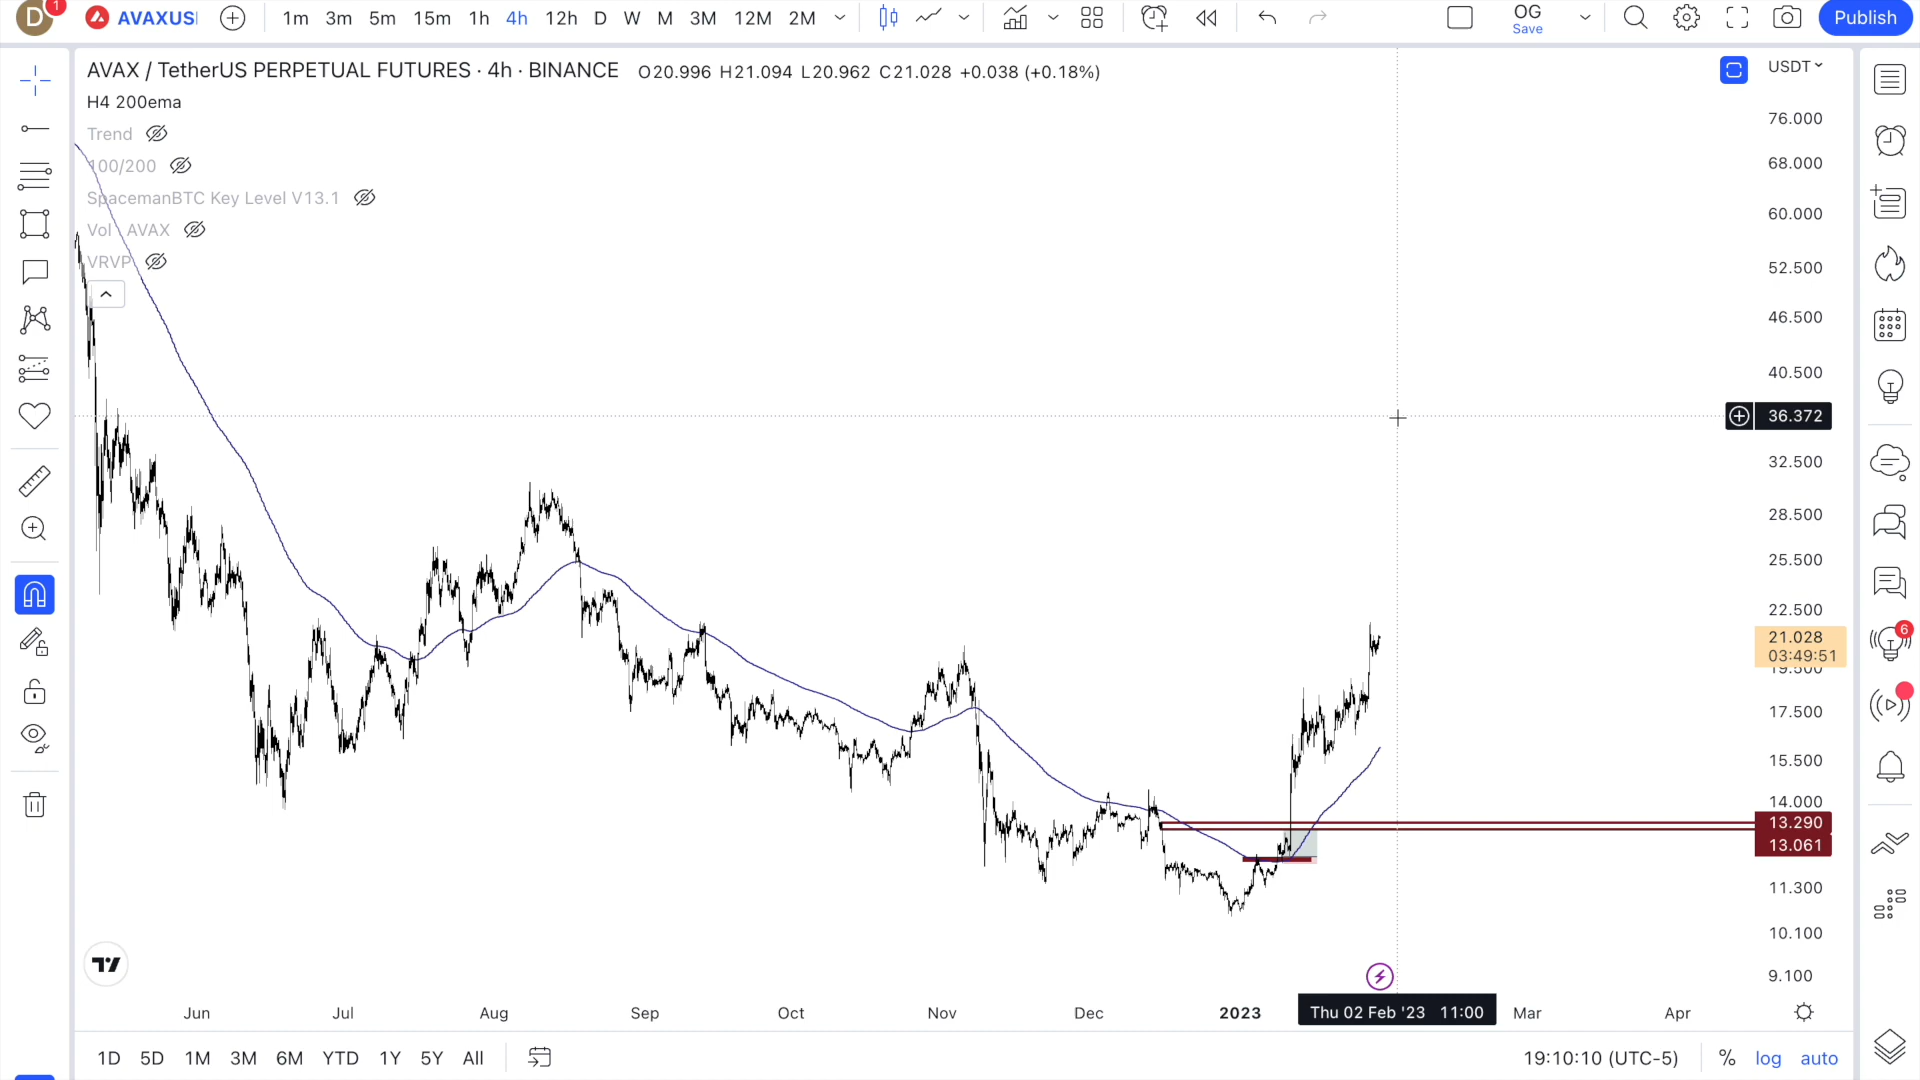 D 1 AVAXUS 1m 3m 5m 15m 1h 4h 12h D W M 3M 12M 2M OG Save Publish
AVAX / TetherUS PERPETUAL FUTURES · 4h · BINANCE O20.996 H21.094 L20.962 C21.028 +0.038 (+0.18%)
USDT
H4 200ema
Trend
100/200
SpacemanBTC Key Level V13.1
Vol · AVAX
VRVP
76.000
68.000
60.000
52.500
46.500
40.500
36.372
32.500
28.500
25.500
22.500
21.028
03:49:51
19.500
17.500
15.500
14.000
13.290
13.061
11.300
10.100
9.100
6
Jun Jul Aug Sep Oct Nov Dec 2023 Thu 02 Feb '23 11:00 Mar Apr
1D 5D 1M 3M 6M YTD 1Y 5Y All 19:10:10 (UTC-5) % log auto